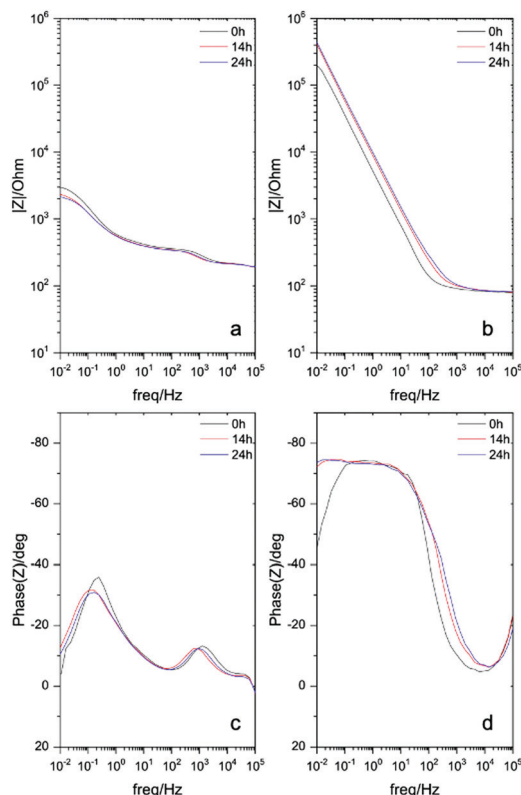 10⁶
10⁵
10⁴
10³
10²
10¹
|Z|/Ohm
0h
14h
24h
a
10⁻² 10⁻¹ 10⁰ 10¹ 10² 10³ 10⁴ 10⁵
freq/Hz
10⁶
10⁵
10⁴
10³
10²
10¹
|Z|/Ohm
0h
14h
24h
b
10⁻² 10⁻¹ 10⁰ 10¹ 10² 10³ 10⁴ 10⁵
freq/Hz
-80
-60
-40
-20
0
20
Phase(Z)/deg
0h
14h
24h
c
10⁻² 10⁻¹ 10⁰ 10¹ 10² 10³ 10⁴ 10⁵
freq/Hz
-80
-60
-40
-20
0
20
Phase(Z)/deg
0h
14h
24h
d
10⁻² 10⁻¹ 10⁰ 10¹ 10² 10³ 10⁴ 10⁵
freq/Hz